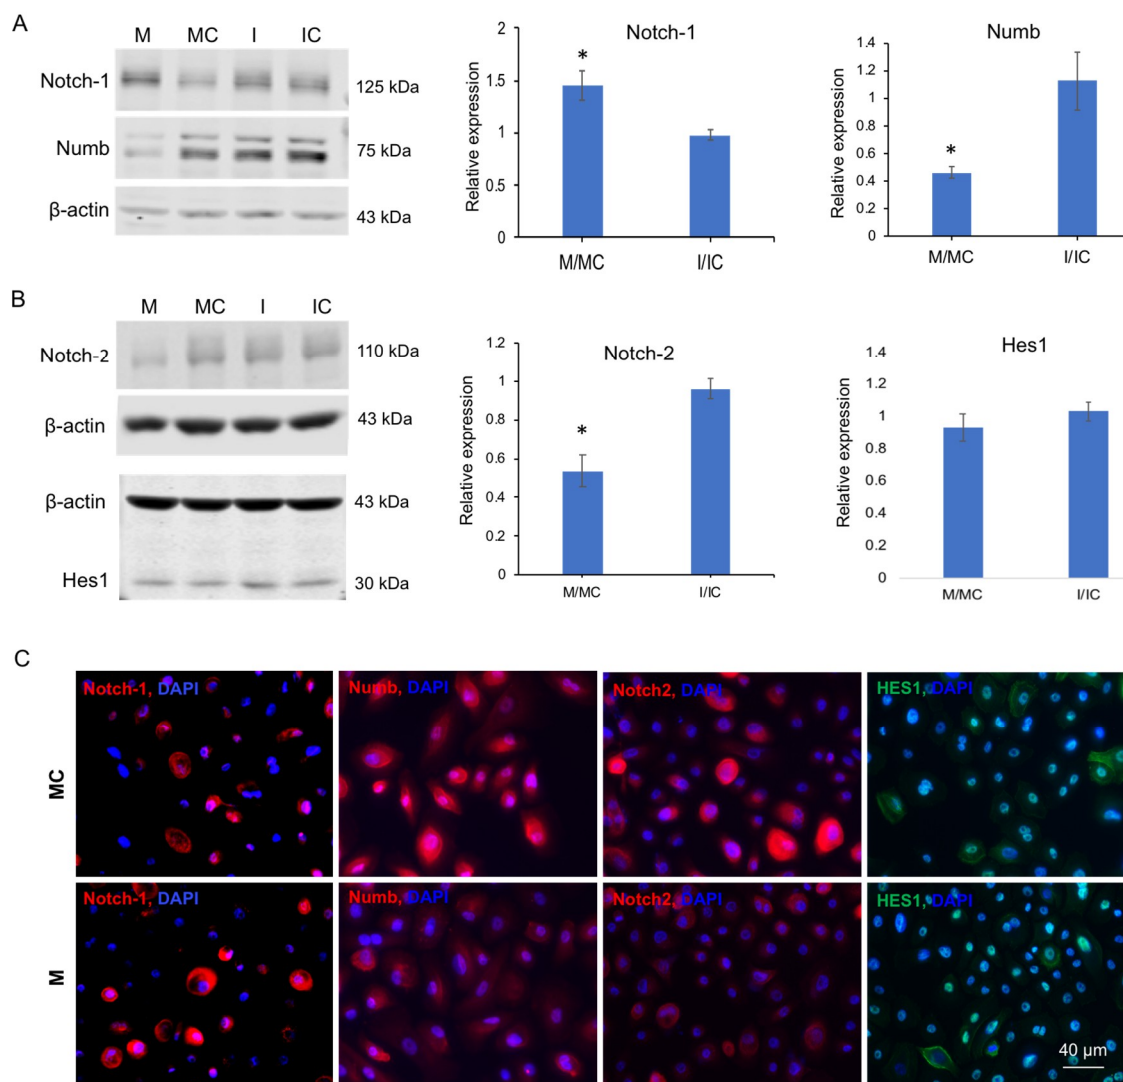 A
M MC I IC
Notch-1 125 kDa
Numb 75 kDa
β-actin 43 kDa
Notch-1
Relative expression
2
1.5
1
0.5
0
*
M/MC I/IC
Numb
Relative expression
1.4
1.2
1
0.8
0.6
0.4
0.2
0
*
M/MC I/IC
B
M MC I IC
Notch-2 110 kDa
β-actin 43 kDa
β-actin 43 kDa
Hes1 30 kDa
Notch-2
Relative expression
1.2
1
0.8
0.6
0.4
0.2
0
*
M/MC I/IC
Hes1
Relative expression
1.4
1.2
1
0.8
0.6
0.4
0.2
0
M/MC I/IC
C
MC
Notch-1, DAPI
Numb, DAPI
Notch2, DAPI
HES1, DAPI
M
Notch-1, DAPI
Numb, DAPI
Notch2, DAPI
HES1, DAPI
40 µm